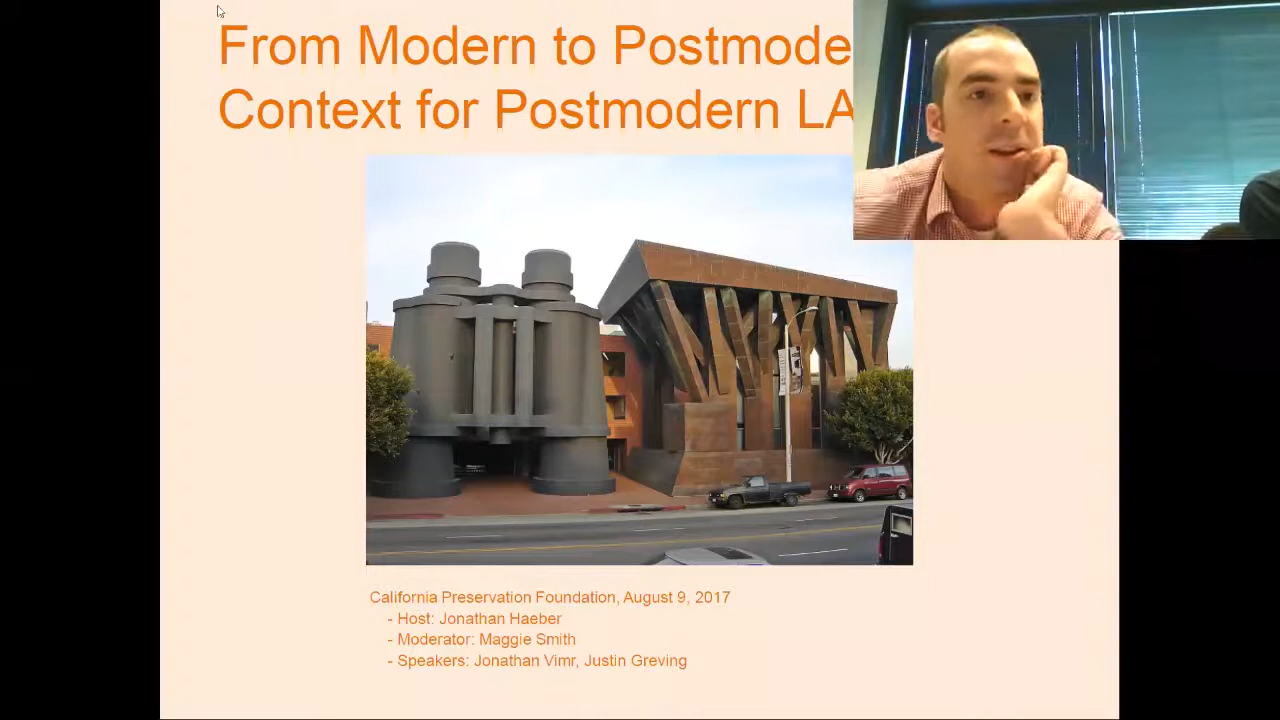 From Modern to Postmode
Context for Postmodern LA
California Preservation Foundation, August 9, 2017
- Host: Jonathan Haeber
- Moderator: Maggie Smith
- Speakers: Jonathan Vimr, Justin Greving